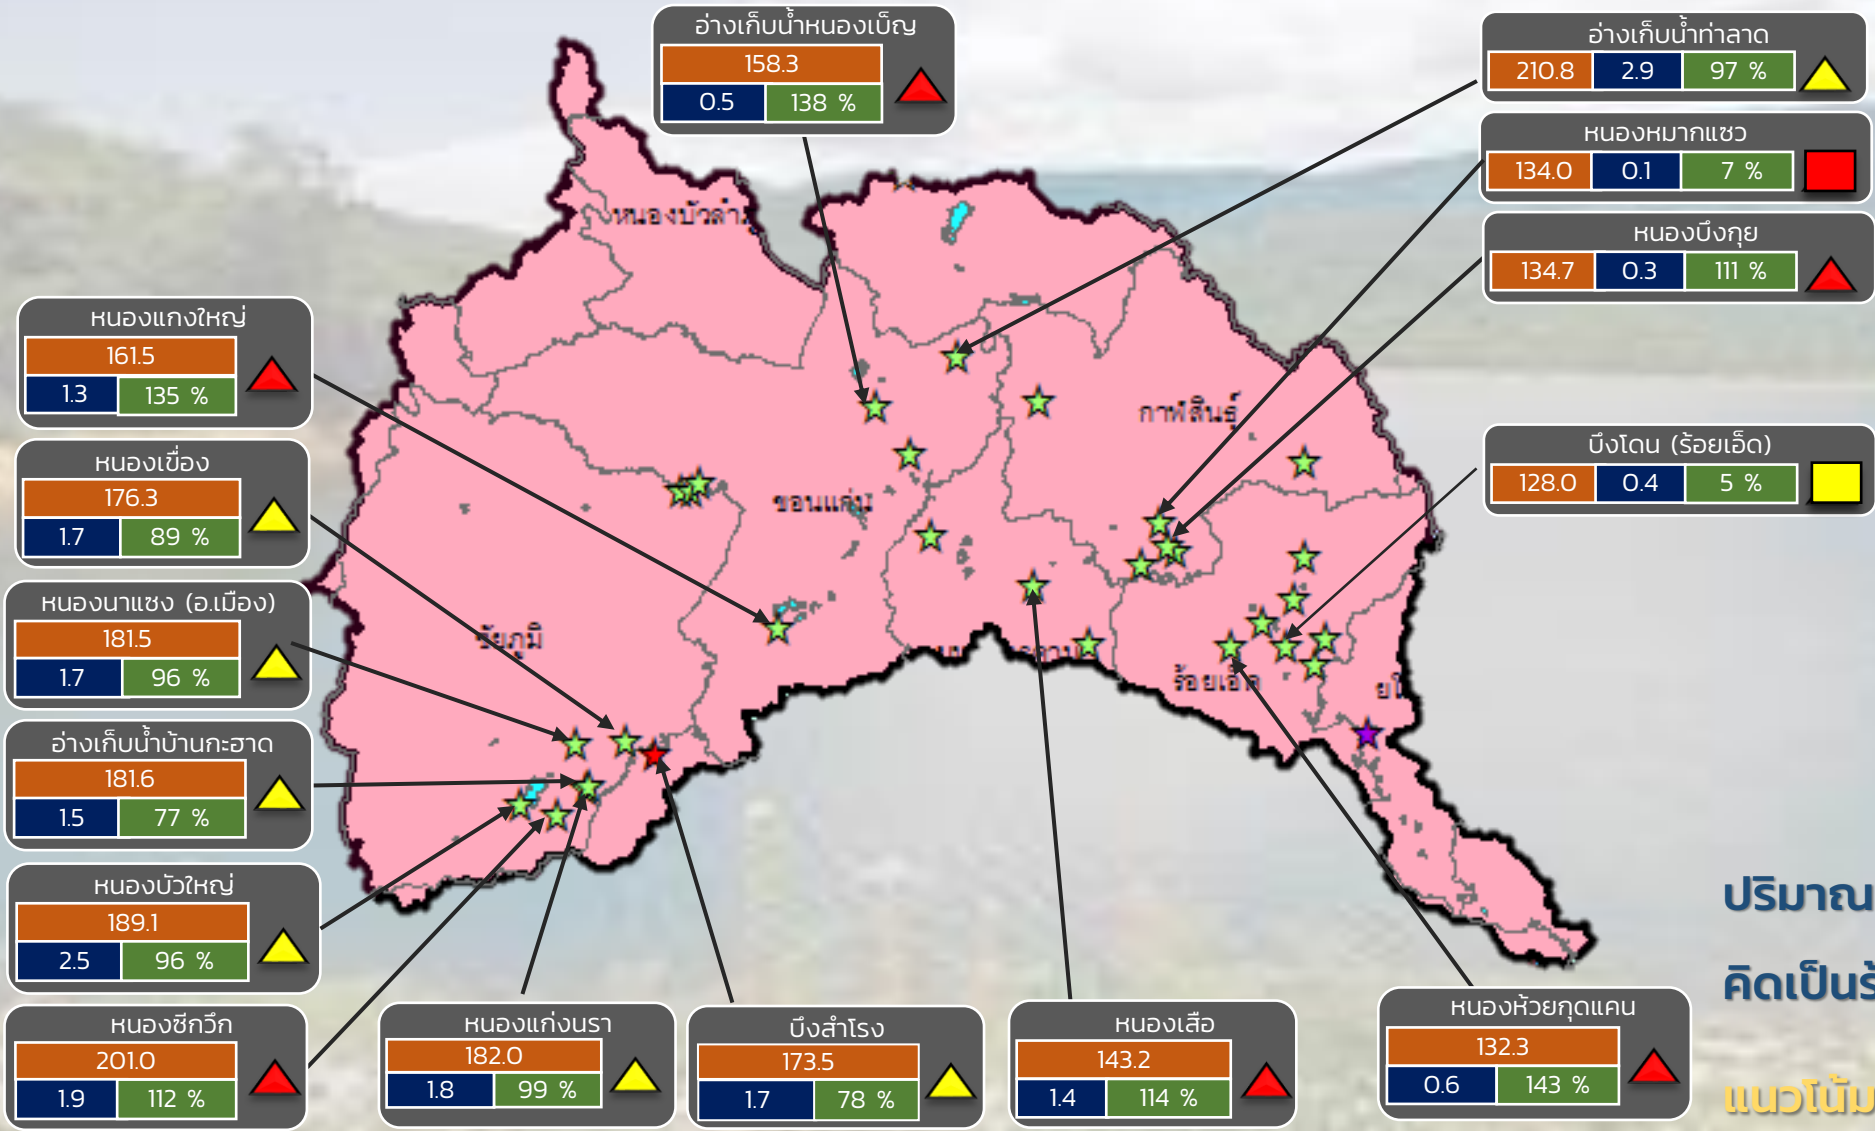 อ่างเก็บน้ำหนองเบ็ญ
158.3
0.5 138 %
อ่างเก็บน้ำท่าลาด
210.8 2.9 97 %
หนองหมากแซว
134.0 0.1 7 %
หนองบึงกุย
134.7 0.3 111 %
บึงโดน (ร้อยเอ็ด)
128.0 0.4 5 %
หนองแกงใหญ่
161.5
1.3 135 %
หนองเขื่อง
176.3
1.7 89 %
หนองนาแซง (อ.เมือง)
181.5
1.7 96 %
อ่างเก็บน้ำบ้านกะฮาด
181.6
1.5 77 %
หนองบัวใหญ่
189.1
2.5 96 %
หนองซีกวึก
201.0
1.9 112 %
หนองแก่งนรา
182.0
1.8 99 %
บึงสำโรง
173.5
1.7 78 %
หนองเสือ
143.2
1.4 114 %
หนองห้วยกุดแคน
132.3
0.6 143 %
หนองบัวลำภู
กาฬสินธุ์
ขอนแก่น
ชัยภูมิ
ร้อยเอ็ด
ปริมาณ
คิดเป็นร้
แนวโน้ม